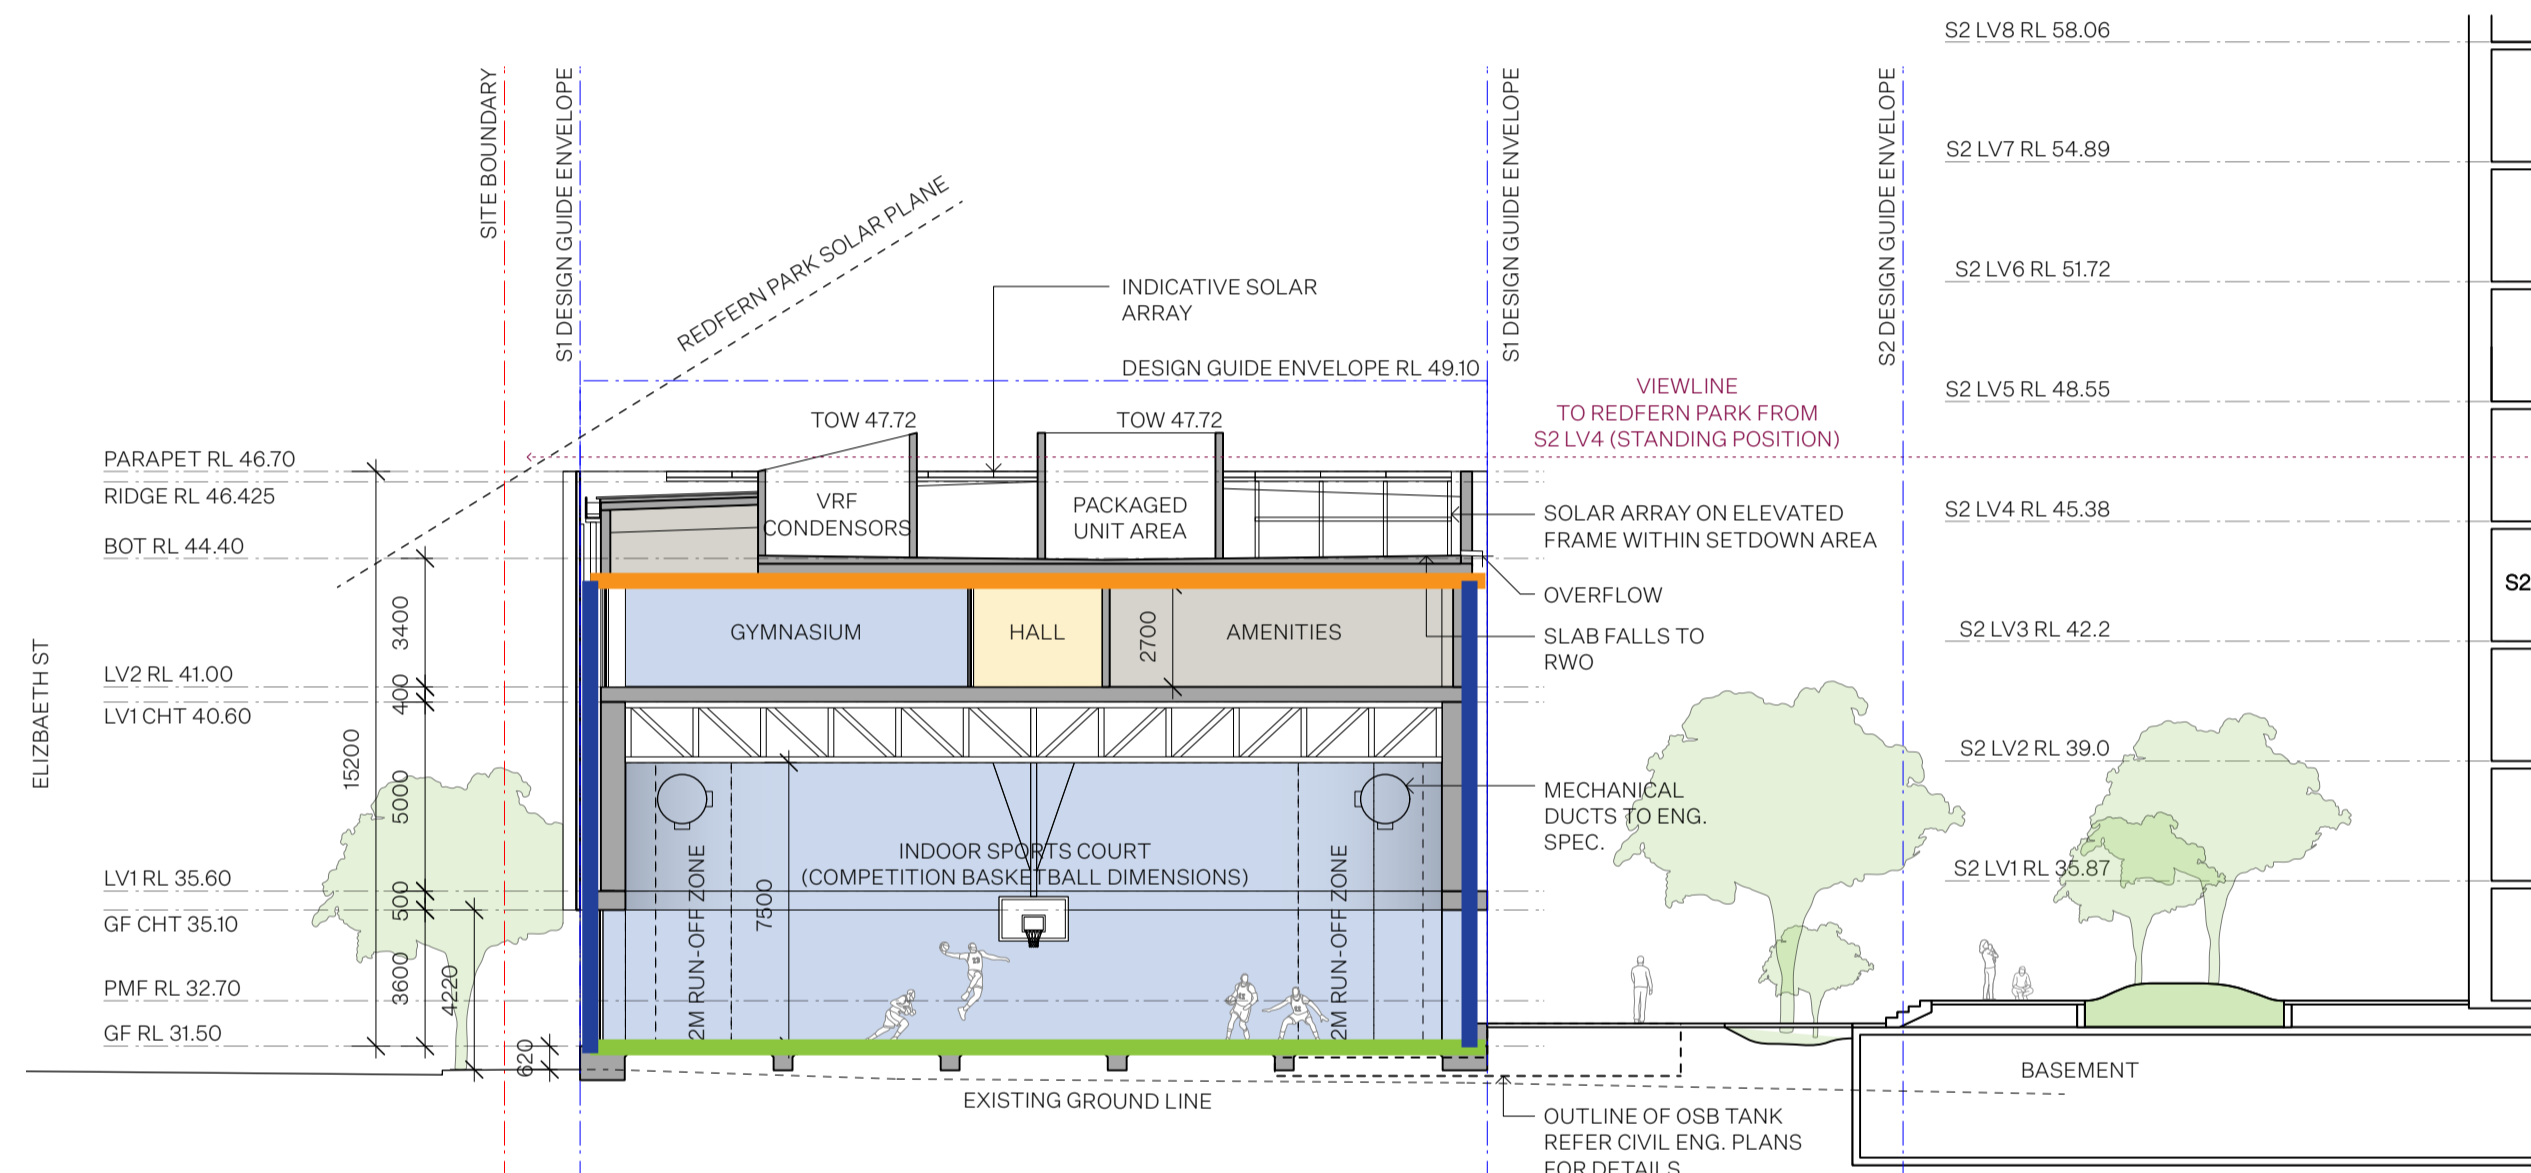 S2 LV8 RL 58.06
S2 LV7 RL 54.89
S2 LV6 RL 51.72
S2 LV5 RL 48.55
S2 LV4 RL 45.38
S2 LV3 RL 42.2
S2 LV2 RL 39.0
S2 LV1 RL 35.87
SITE BOUNDARY
S1 DESIGN GUIDE ENVELOPE
REDFERN PARK SOLAR PLANE
INDICATIVE SOLAR
ARRAY
DESIGN GUIDE ENVELOPE RL 49.10
S1 DESIGN GUIDE ENVELOPE
S2 DESIGN GUIDE ENVELOPE
VIEWLINE
TO REDFERN PARK FROM
S2 LV4 (STANDING POSITION)
TOW 47.72
TOW 47.72
PARAPET RL 46.70
RIDGE RL 46.425
BOT RL 44.40
LV2 RL 41.00
LV1 CHT 40.60
LV1 RL 35.60
GF CHT 35.10
PMF RL 32.70
GF RL 31.50
ELIZBAETH ST
15200
3400
400
5000
500
3600
4220
620
VRF
CONDENSORS
PACKAGED
UNIT AREA
SOLAR ARRAY ON ELEVATED
FRAME WITHIN SETDOWN AREA
OVERFLOW
SLAB FALLS TO
RWO
GYMNASIUM
HALL
2700
AMENITIES
S2
MECHANICAL
DUCTS TO ENG.
SPEC.
INDOOR SPORTS COURT
(COMPETITION BASKETBALL DIMENSIONS)
2M RUN-OFF ZONE
7500
2M RUN-OFF ZONE
EXISTING GROUND LINE
BASEMENT
OUTLINE OF OSB TANK
REFER CIVIL ENG. PLANS
FOR DETAILS